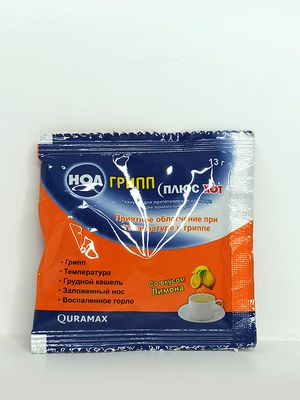 НОЛ ГРИПП
ПЛЮС ХОТ
13 г
Приятное облегчение при
температуре и гриппе
• Грипп
• Температура
• Грудной кашель
• Заложенный нос
• Воспаленное горло
Со вкусом
Лимона
QURAMAX